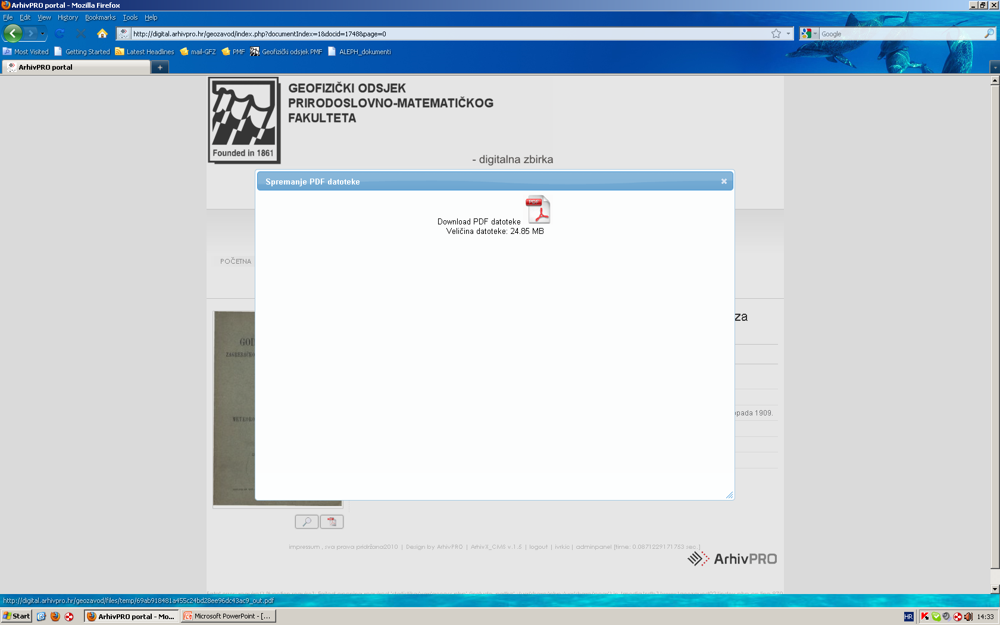 ArhivPRO portal - Mozilla Firefox
File Edit View History Bookmarks Tools Help
http://digital.arhivpro.hr/geozavod/index.php?documentIndex=1&docid=1748&page=0
Google
Most Visited Getting Started Latest Headlines mail-GFZ PMF Geofizički odsjek PMF ALEPH_dokumenti
ArhivPRO portal
GEOFIZIČKI ODSJEK
PRIRODOSLOVNO-MATEMATIČKOG
FAKULTETA
Founded in 1861
- digitalna zbirka
Spremanje PDF datoteke
PDF
Download PDF datoteke
Veličina datoteke: 24.85 MB
POČETNA
za
opada 1909.
impressum , sva prava pridržana2010 | Design by ArhivPRO | ArhivX_CMS v.1.5 | logout | ivrkic | adminpanel [time: 0.0871229171753 sec.]
ArhivPRO
http://digital.arhivpro.hr/geozavod/files/temp/69ab918481a455c24bd28ee96dc43ac9_out.pdf
Start ArhivPRO portal - Mo... Microsoft PowerPoint - [... HR 14:33